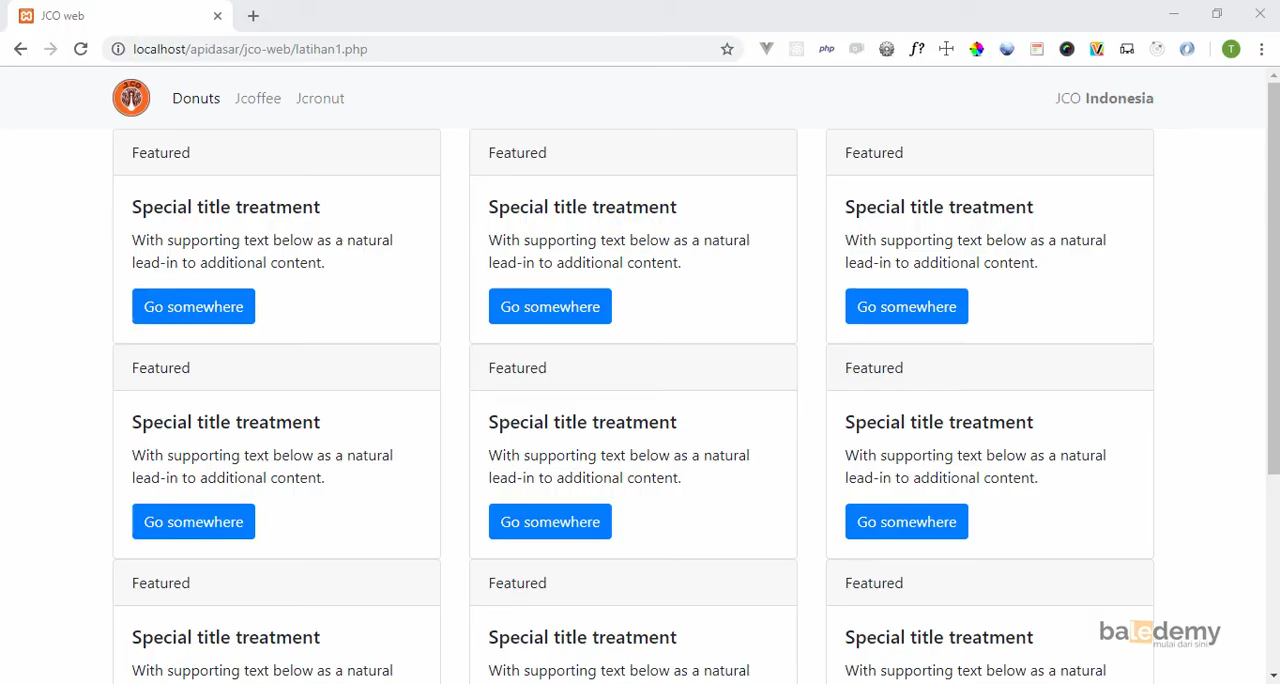 JCO web
localhost/apidasar/jco-web/latihan1.php
php
f?
T
JCO
Donuts Jcoffee Jcronut JCO Indonesia
Featured Featured Featured
Special title treatment Special title treatment Special title treatment
With supporting text below as a natural With supporting text below as a natural With supporting text below as a natural
lead-in to additional content. lead-in to additional content. lead-in to additional content.
Go somewhere Go somewhere Go somewhere
Featured Featured Featured
Special title treatment Special title treatment Special title treatment
With supporting text below as a natural With supporting text below as a natural With supporting text below as a natural
lead-in to additional content. lead-in to additional content. lead-in to additional content.
Go somewhere Go somewhere Go somewhere
Featured Featured Featured
Special title treatment Special title treatment Special title treatment
With supporting text below as a natural With supporting text below as a natural With supporting text below as a natural
baledemy
mulai dari sini